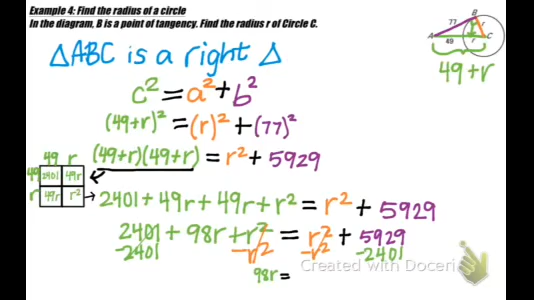 Example 4: Find the radius of a circle
In the diagram, B is a point of tangency. Find the radius r of Circle C.
B
77
r
A
49
r
C
49+r
△ABC is a right △
c² = a² + b²
(49+r)² = (r)² + (77)²
(49+r)(49+r) = r² + 5929
49 r
49 2401 49r
r 49r r²
2401 + 49r + 49r + r² = r² + 5929
2401 + 98r + r² = r² + 5929
-2401 -r² -r² -2401
98r =
Created with Doceri